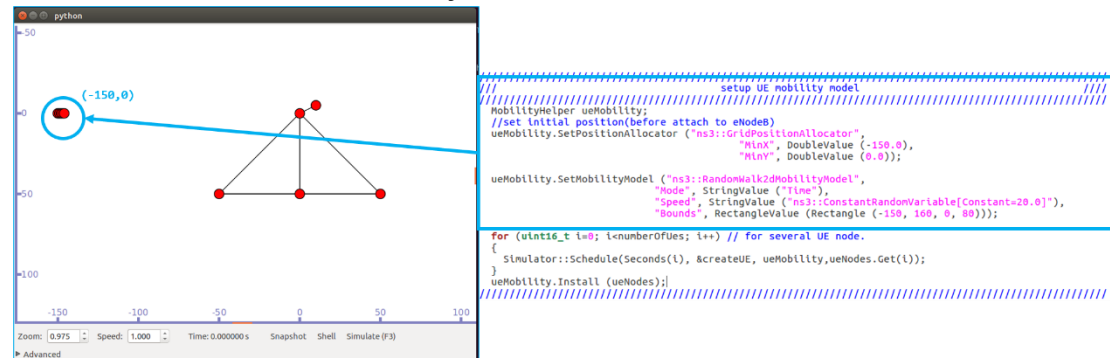 python
-50
(-150,0)
0
-50
-100
-150
-100
-50
0
50
100
Zoom: 0.975 Speed: 1.000 Time: 0.000000 s Snapshot Shell Simulate (F3)
Advanced
////////////////////////////////////////////////////////////////////////////////////////////////////////
/// setup UE mobility model ////
////////////////////////////////////////////////////////////////////////////////////////////////////////
MobilityHelper ueMobility;
//set initial position(before attach to eNodeB)
ueMobility.SetPositionAllocator ("ns3::GridPositionAllocator",
"MinX", DoubleValue (-150.0),
"MinY", DoubleValue (0.0));
ueMobility.SetMobilityModel ("ns3::RandomWalk2dMobilityModel",
"Mode", StringValue ("Time"),
"Speed", StringValue ("ns3::ConstantRandomVariable[Constant=20.0]"),
"Bounds", RectangleValue (Rectangle (-150, 160, 0, 80)));
for (uint16_t i=0; i<numberOfUes; i++) // for several UE node.
{
Simulator::Schedule(Seconds(i), &createUE, ueMobility,ueNodes.Get(i));
}
ueMobility.Install (ueNodes);
////////////////////////////////////////////////////////////////////////////////////////////////////////